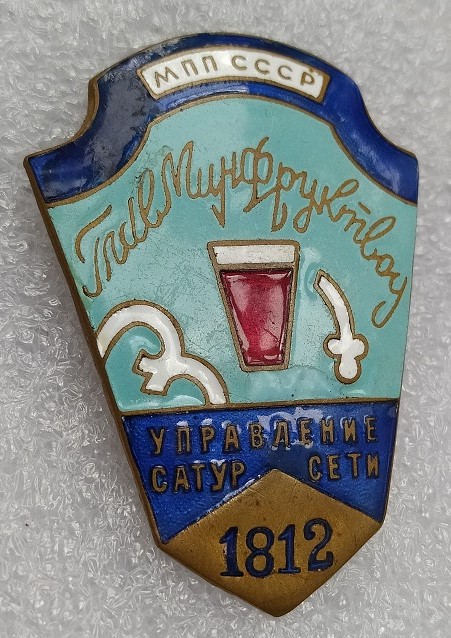 МПП СССР
ГлавМинфруктвод
УПРАВЛЕНИЕ
САТУР СЕТИ
1812